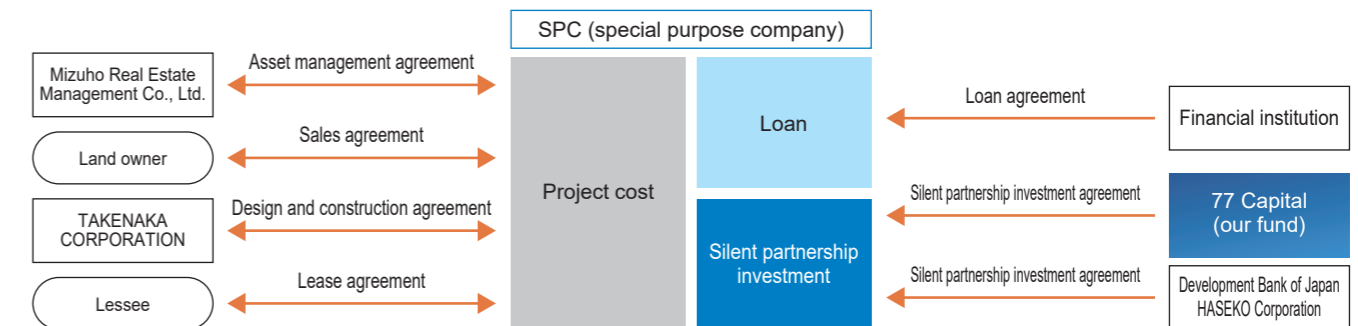 SPC (special purpose company)
Mizuho Real Estate
Management Co., Ltd.
Asset management agreement
Land owner
Sales agreement
TAKENAKA
CORPORATION
Design and construction agreement
Lessee
Lease agreement
Project cost
Loan
Silent partnership
investment
Loan agreement
Financial institution
Silent partnership investment agreement
77 Capital
(our fund)
Silent partnership investment agreement
Development Bank of Japan
HASEKO Corporation